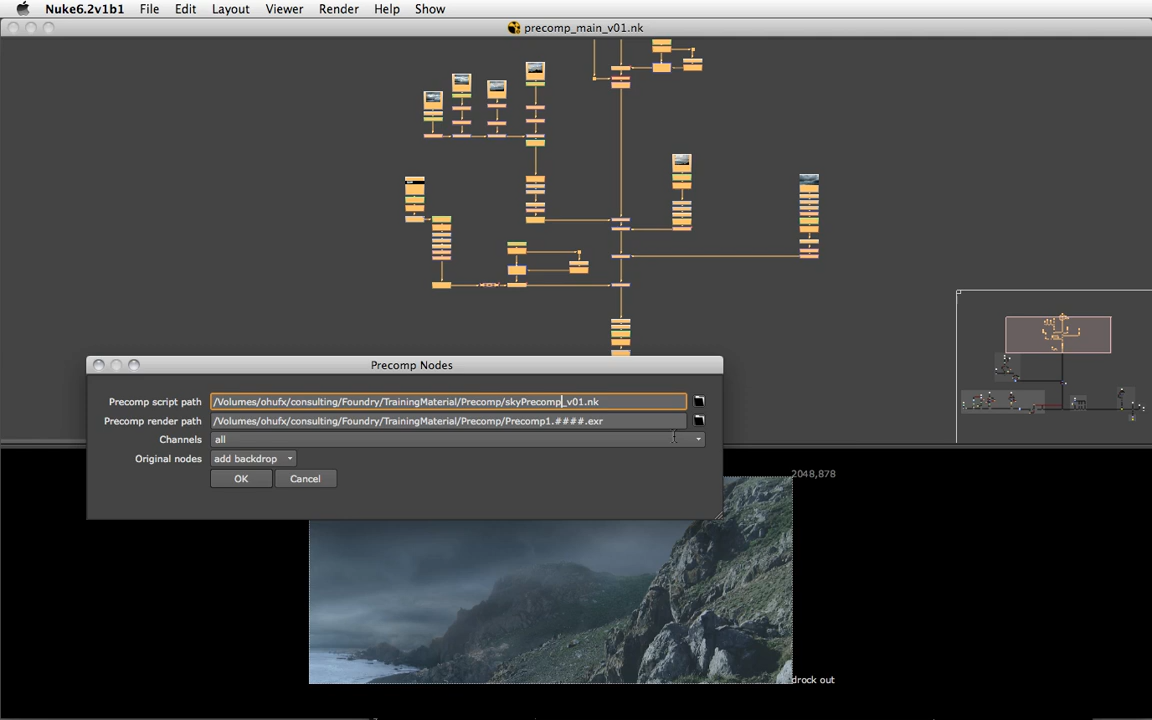 Nuke6.2v1b1 File Edit Layout Viewer Render Help Show
precomp_main_v01.nk
Precomp Nodes
Precomp script path /Volumes/ohufx/consulting/Foundry/TrainingMaterial/Precomp/skyPrecomp_v01.nk
Precomp render path /Volumes/ohufx/consulting/Foundry/TrainingMaterial/Precomp/Precomp1.####.exr
Channels all
Original nodes add backdrop
OK Cancel
2048,878
drock out